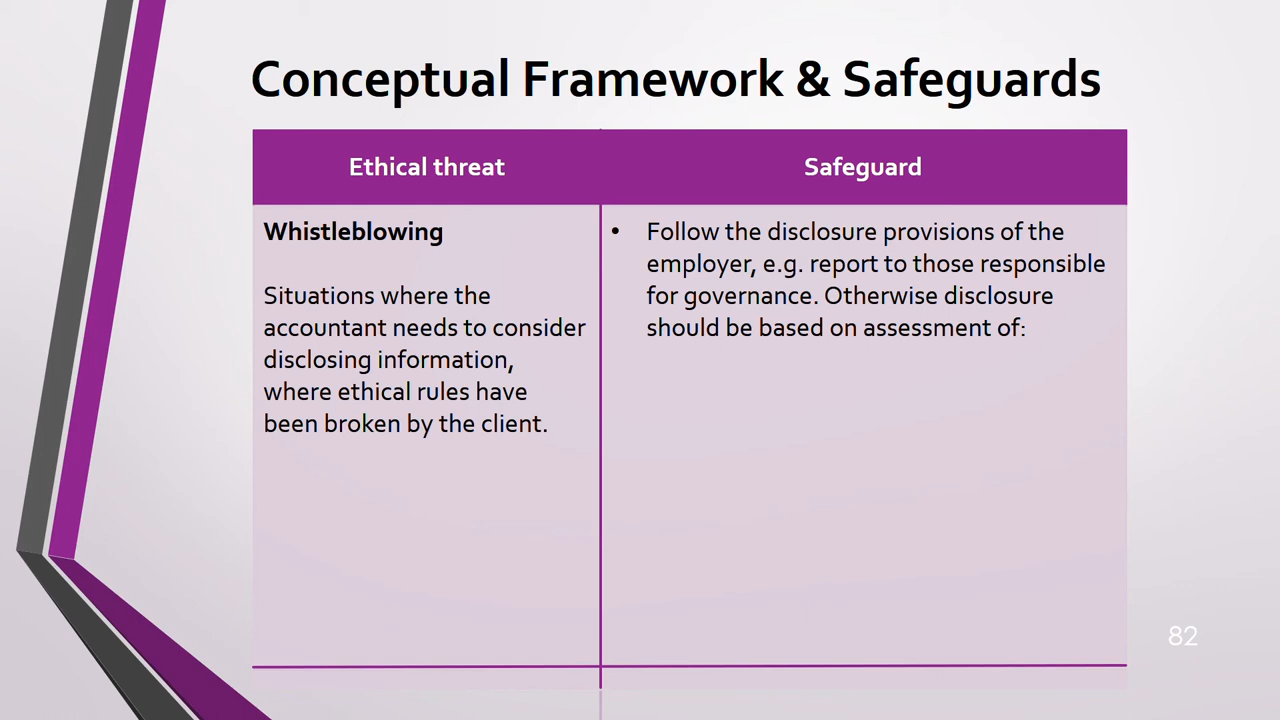 Conceptual Framework & Safeguards
Ethical threat
Safeguard
Whistleblowing
Situations where the
accountant needs to consider
disclosing information,
where ethical rules have
been broken by the client.
• Follow the disclosure provisions of the
employer, e.g. report to those responsible
for governance. Otherwise disclosure
should be based on assessment of:
82